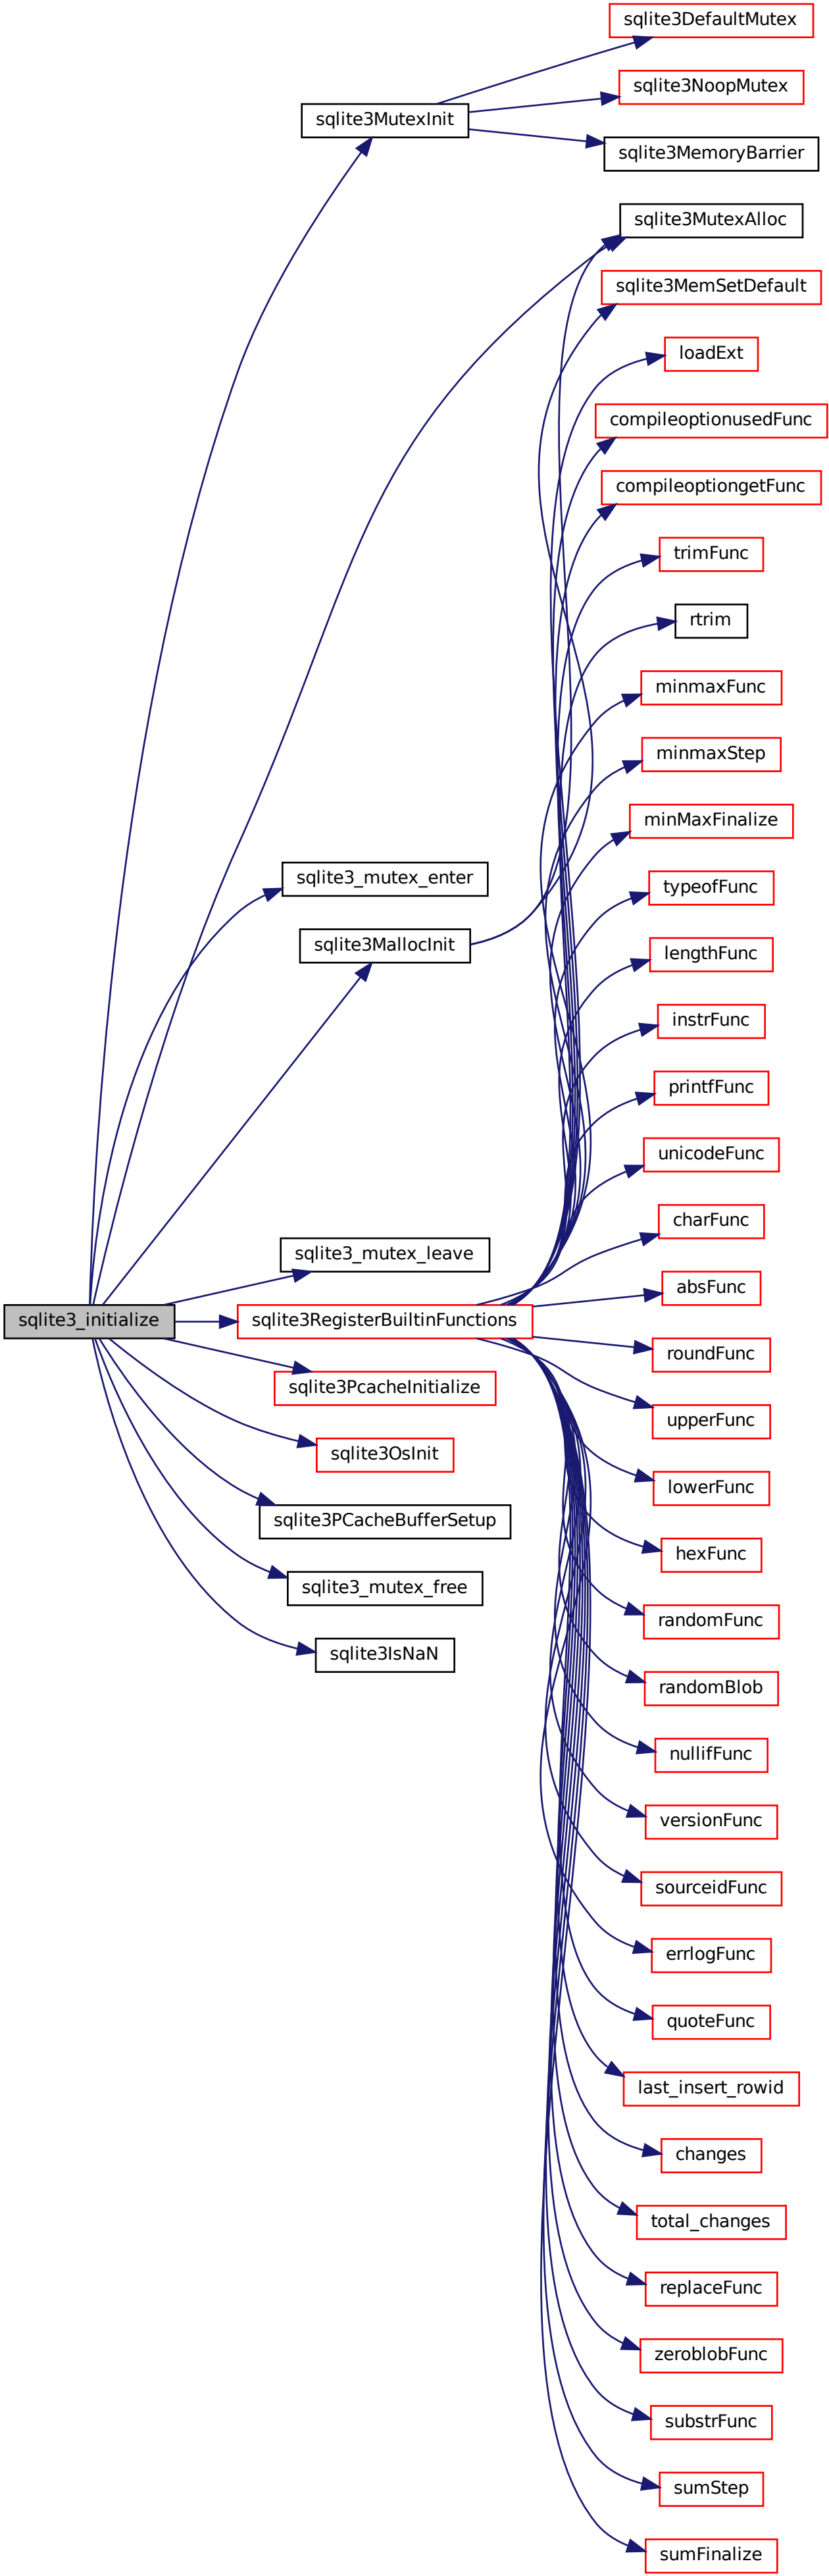 sqlite3DefaultMutex
sqlite3NoopMutex
sqlite3MutexInit
sqlite3MemoryBarrier
sqlite3MutexAlloc
sqlite3MemSetDefault
loadExt
compileoptionusedFunc
compileoptiongetFunc
trimFunc
rtrim
minmaxFunc
minmaxStep
minMaxFinalize
sqlite3_mutex_enter
typeofFunc
sqlite3MallocInit
lengthFunc
instrFunc
printfFunc
unicodeFunc
charFunc
sqlite3_mutex_leave
absFunc
sqlite3_initialize
sqlite3RegisterBuiltinFunctions
roundFunc
sqlite3PcacheInitialize
upperFunc
sqlite3OsInit
lowerFunc
sqlite3PCacheBufferSetup
hexFunc
sqlite3_mutex_free
randomFunc
sqlite3IsNaN
randomBlob
nullifFunc
versionFunc
sourceidFunc
errlogFunc
quoteFunc
last_insert_rowid
changes
total_changes
replaceFunc
zeroblobFunc
substrFunc
sumStep
sumFinalize